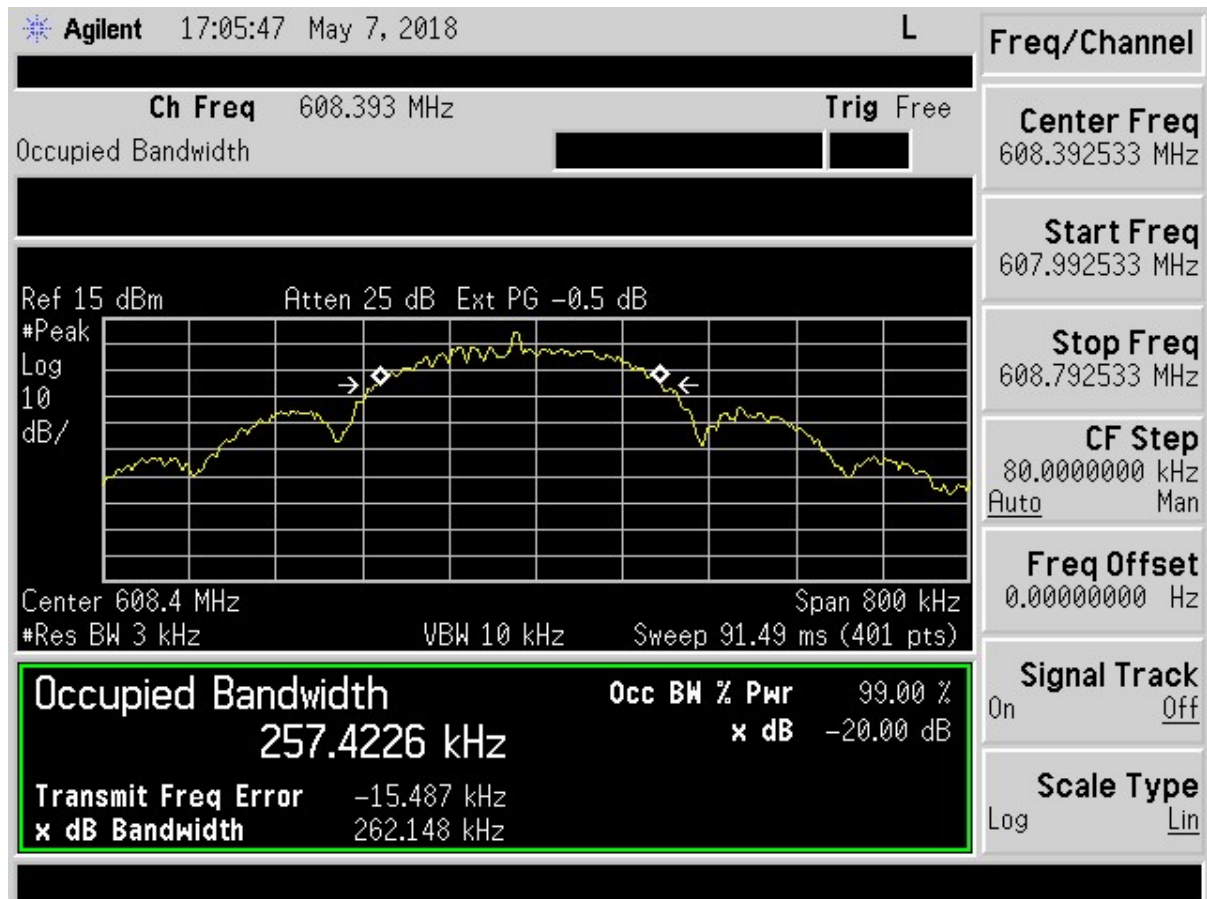 Agilent 17:05:47 May 7, 2018 L
Freq/Channel
Ch Freq 608.393 MHz Trig Free
Occupied Bandwidth
Center Freq
608.392533 MHz
Start Freq
607.992533 MHz
Stop Freq
608.792533 MHz
CF Step
80.0000000 kHz
Auto Man
Freq Offset
0.00000000 Hz
Signal Track
On Off
Scale Type
Log Lin
Ref 15 dBm Atten 25 dB Ext PG -0.5 dB
#Peak
Log
10
dB/
Center 608.4 MHz Span 800 kHz
#Res BW 3 kHz VBW 10 kHz Sweep 91.49 ms (401 pts)
Occupied Bandwidth Occ BW % Pwr 99.00 %
257.4226 kHz x dB -20.00 dB
Transmit Freq Error -15.487 kHz
x dB Bandwidth 262.148 kHz